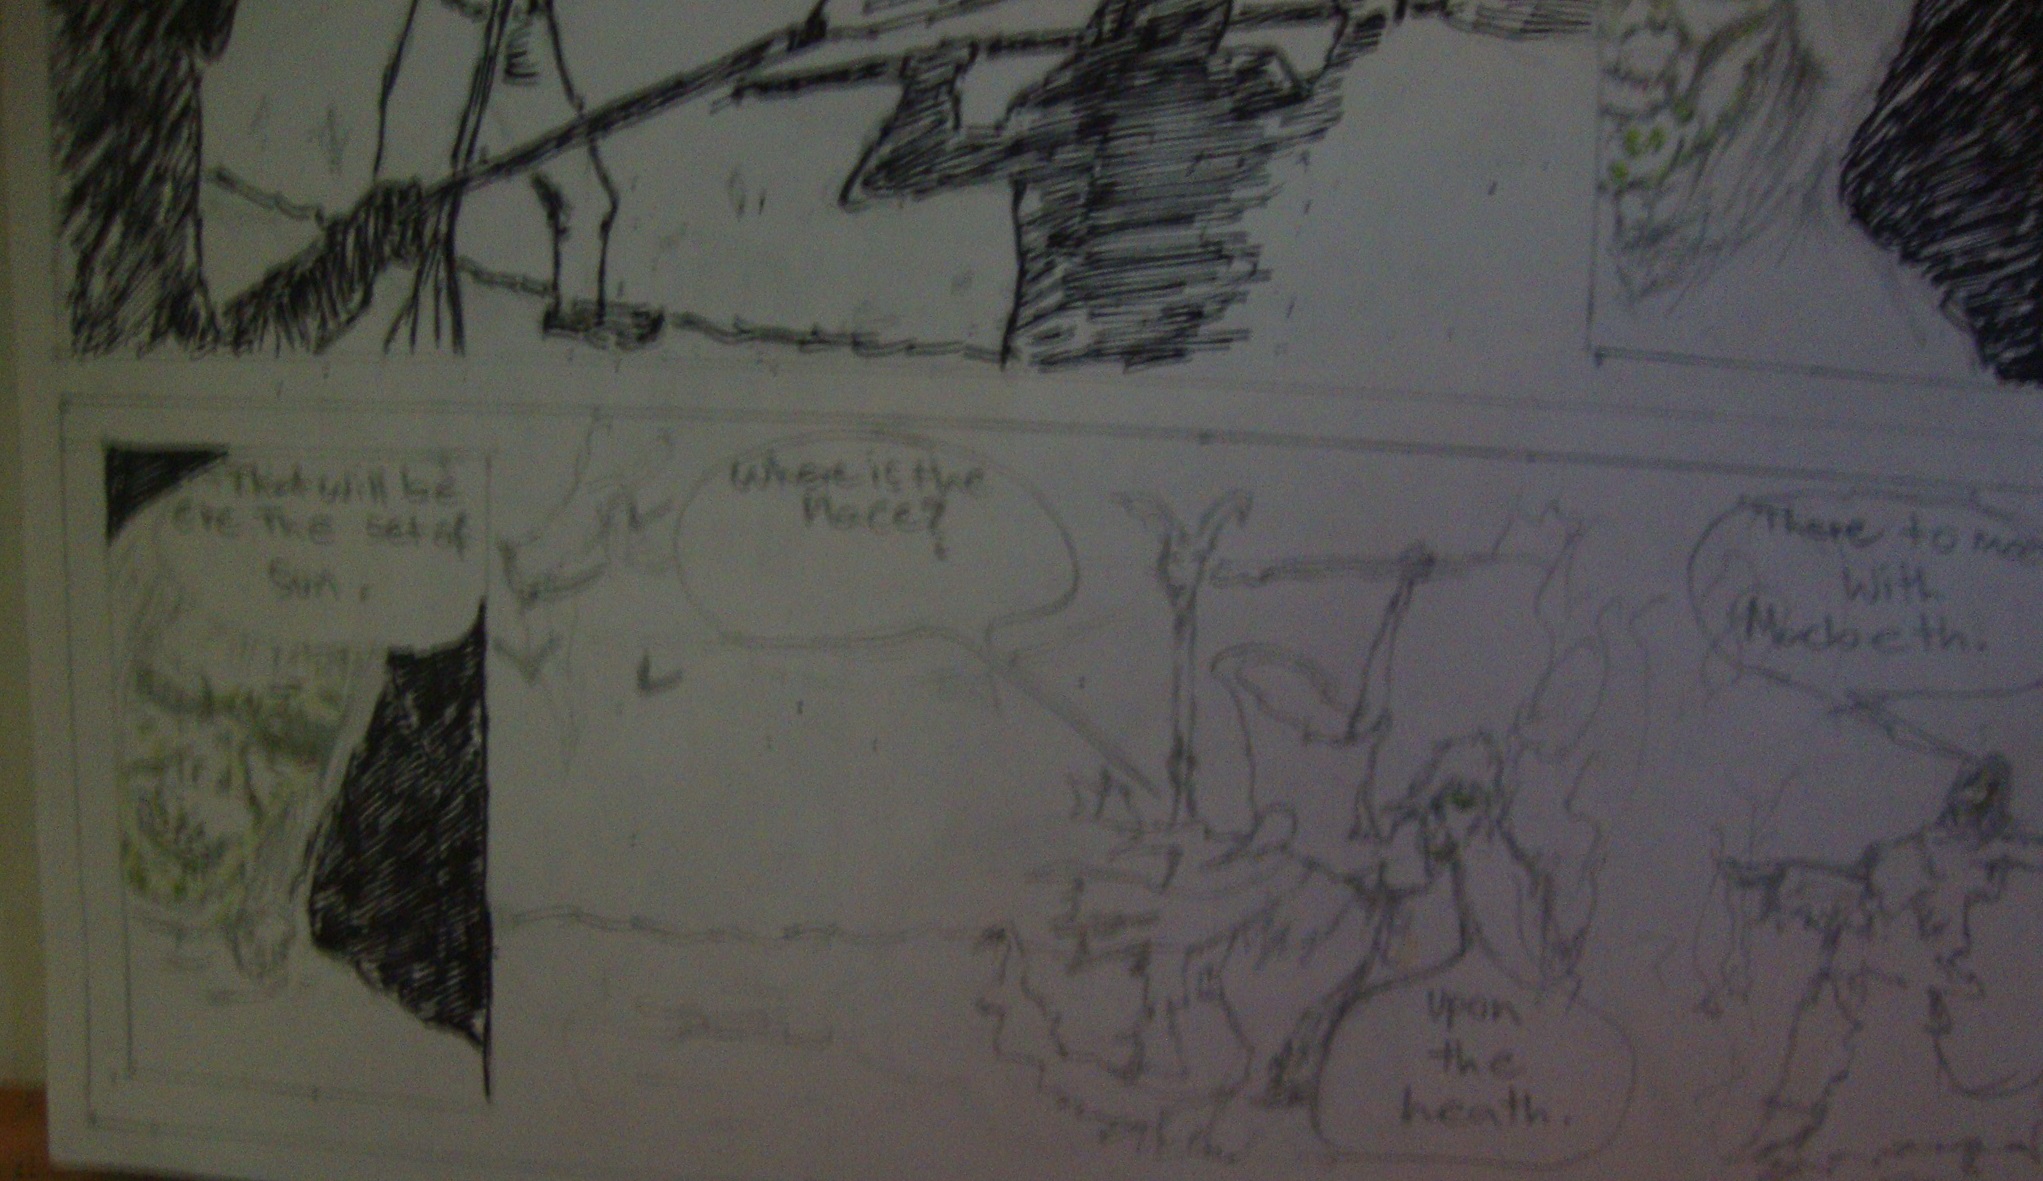 That will be
ere the set of
sun.
Where is the
Place?
upon
the
heath.
There to
With
Macbeth.